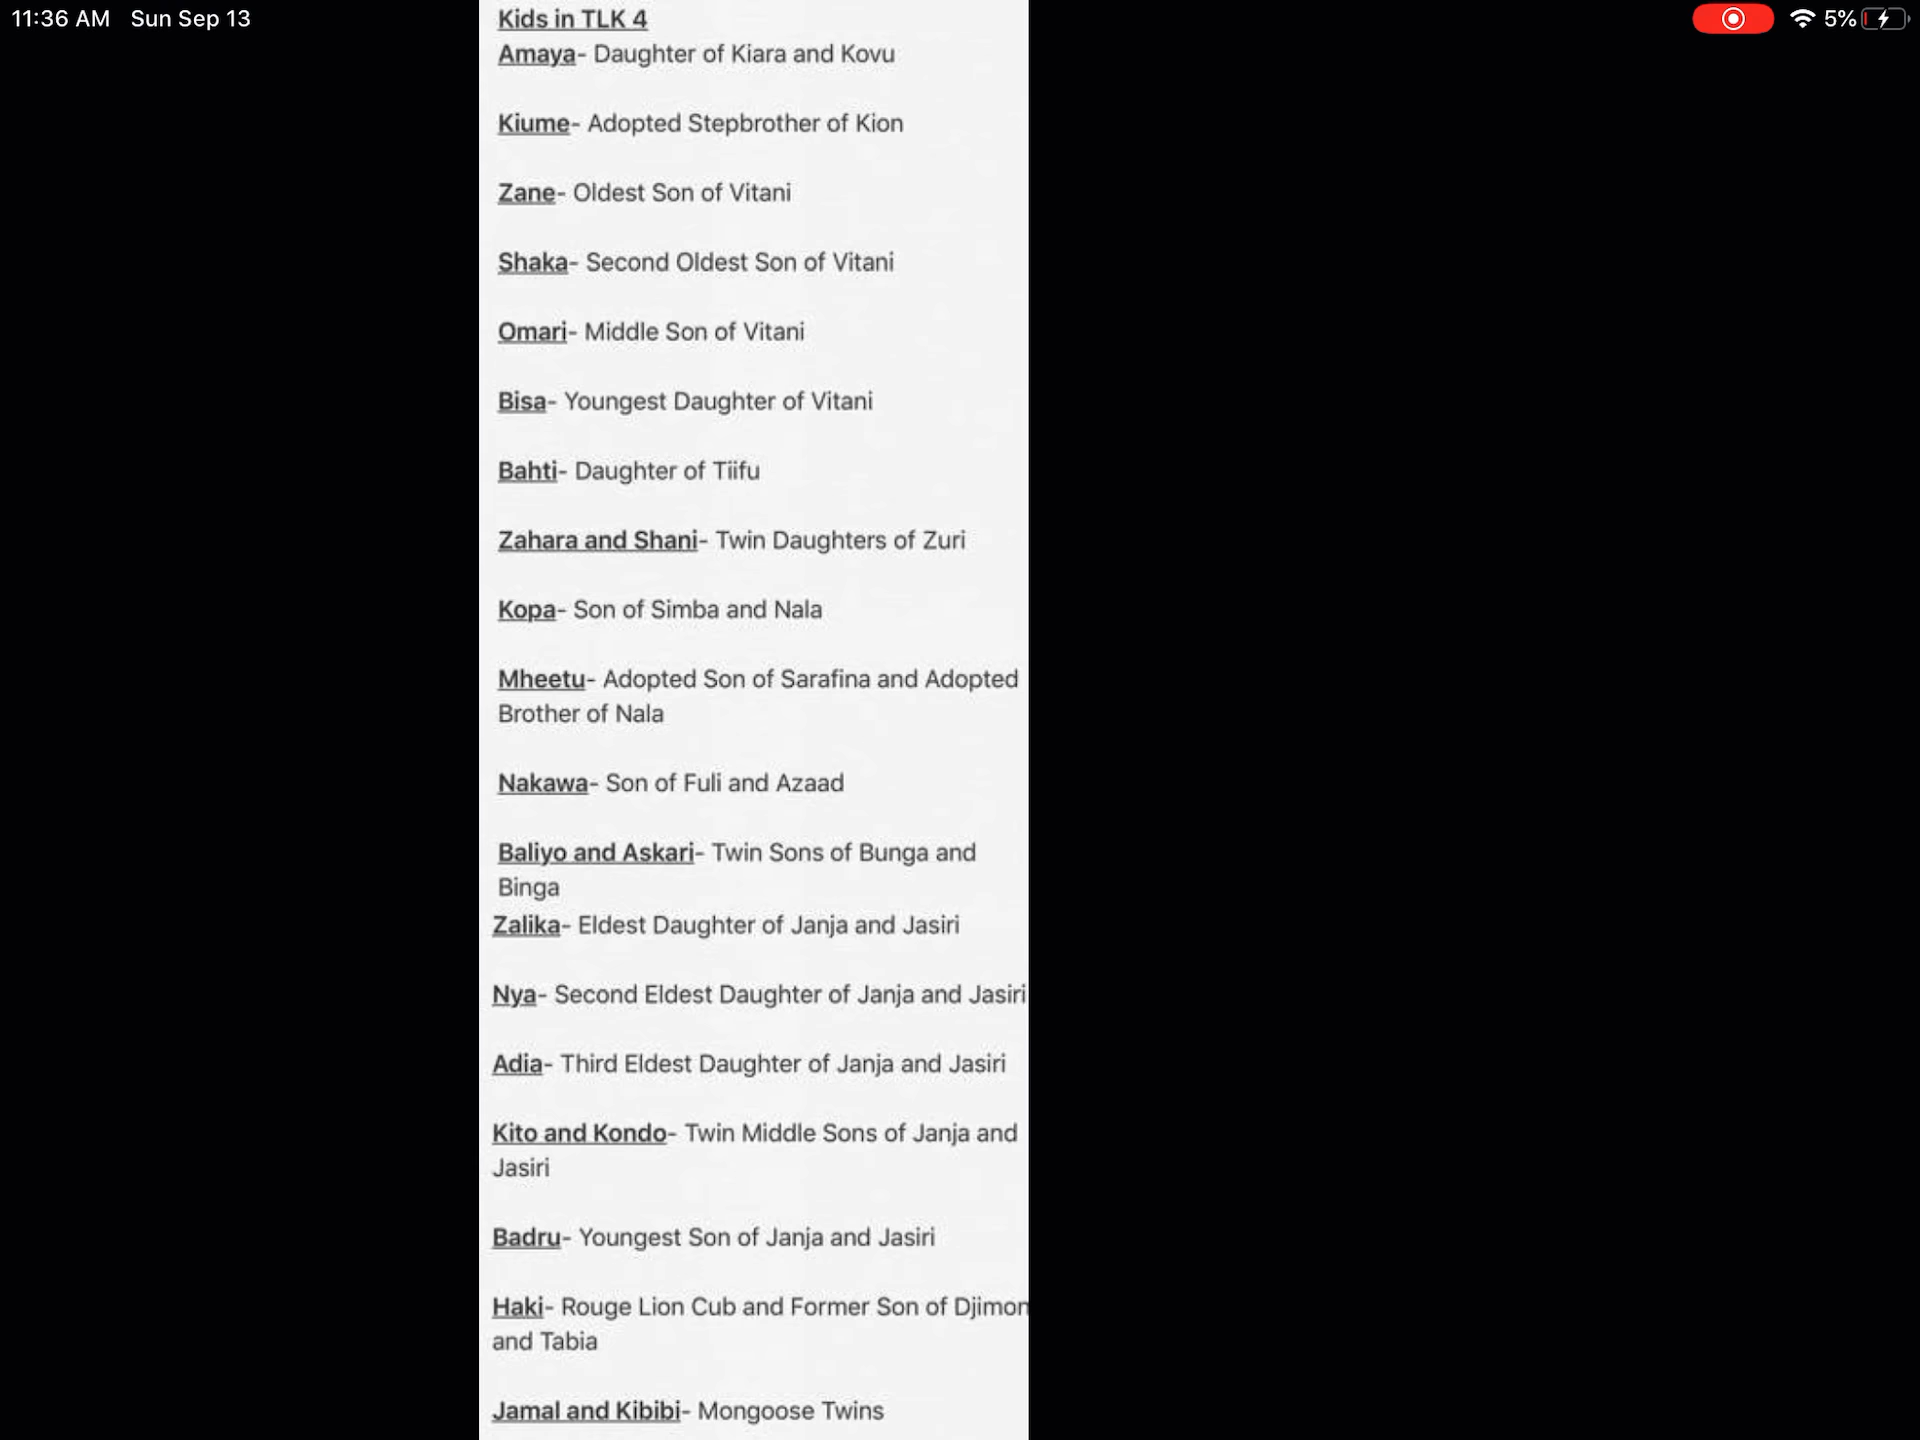 11:36 AM Sun Sep 13
5%
Kids in TLK 4
Amaya- Daughter of Kiara and Kovu
Kiume- Adopted Stepbrother of Kion
Zane- Oldest Son of Vitani
Shaka- Second Oldest Son of Vitani
Omari- Middle Son of Vitani
Bisa- Youngest Daughter of Vitani
Bahti- Daughter of Tiifu
Zahara and Shani- Twin Daughters of Zuri
Kopa- Son of Simba and Nala
Mheetu- Adopted Son of Sarafina and Adopted
Brother of Nala
Nakawa- Son of Fuli and Azaad
Baliyo and Askari- Twin Sons of Bunga and
Binga
Zalika- Eldest Daughter of Janja and Jasiri
Nya- Second Eldest Daughter of Janja and Jasiri
Adia- Third Eldest Daughter of Janja and Jasiri
Kito and Kondo- Twin Middle Sons of Janja and
Jasiri
Badru- Youngest Son of Janja and Jasiri
Haki- Rouge Lion Cub and Former Son of Djimon
and Tabia
Jamal and Kibibi- Mongoose Twins